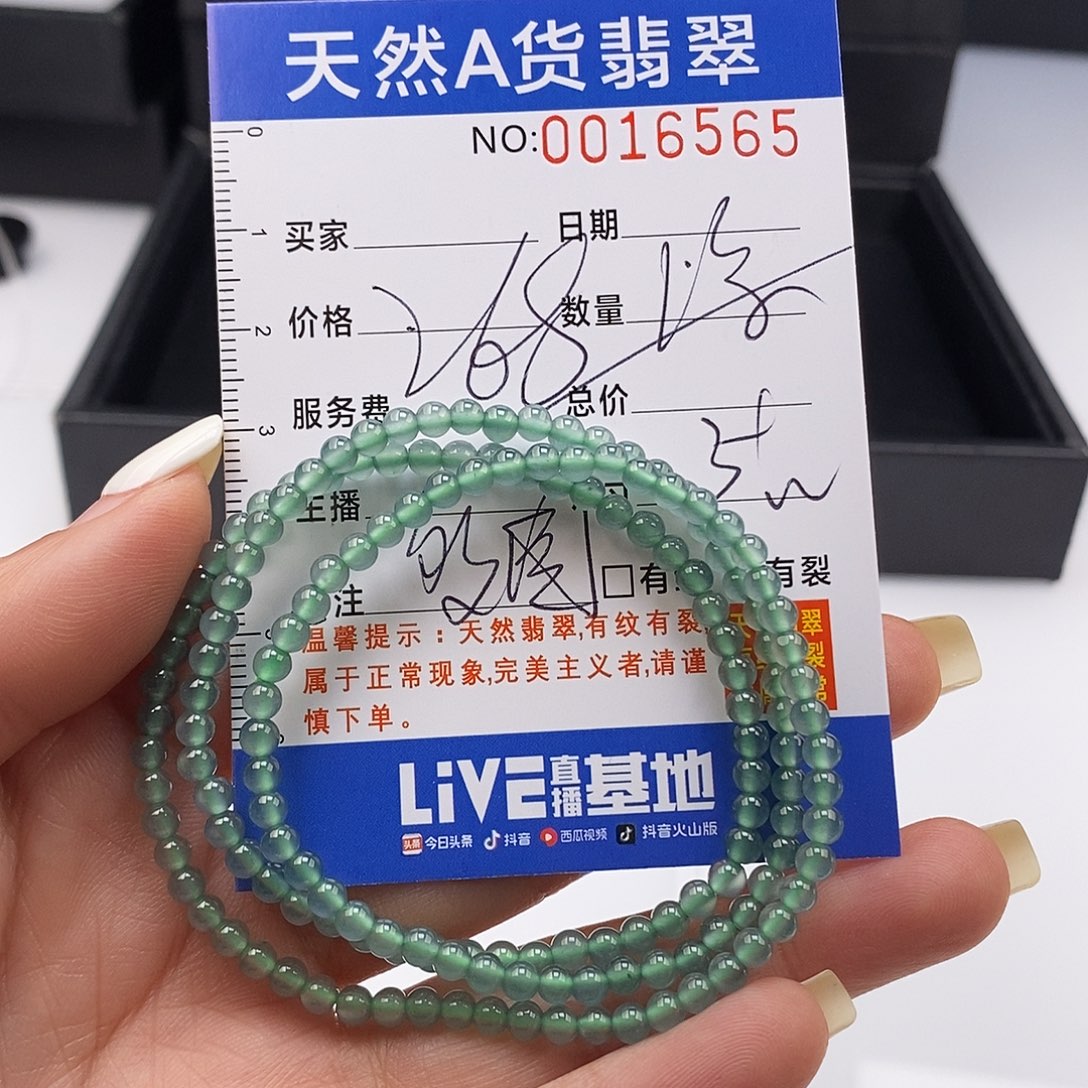 天然A货翡翠
NO:0016565
买家 日期
价格 268 数量
服务费 总价
主播
注 □有 有裂
温馨提示：天然翡翠,有纹有裂,
属于正常现象,完美主义者,请谨
慎下单。
LiVE直播基地
头条 今日头条 抖音 西瓜视频 抖音火山版